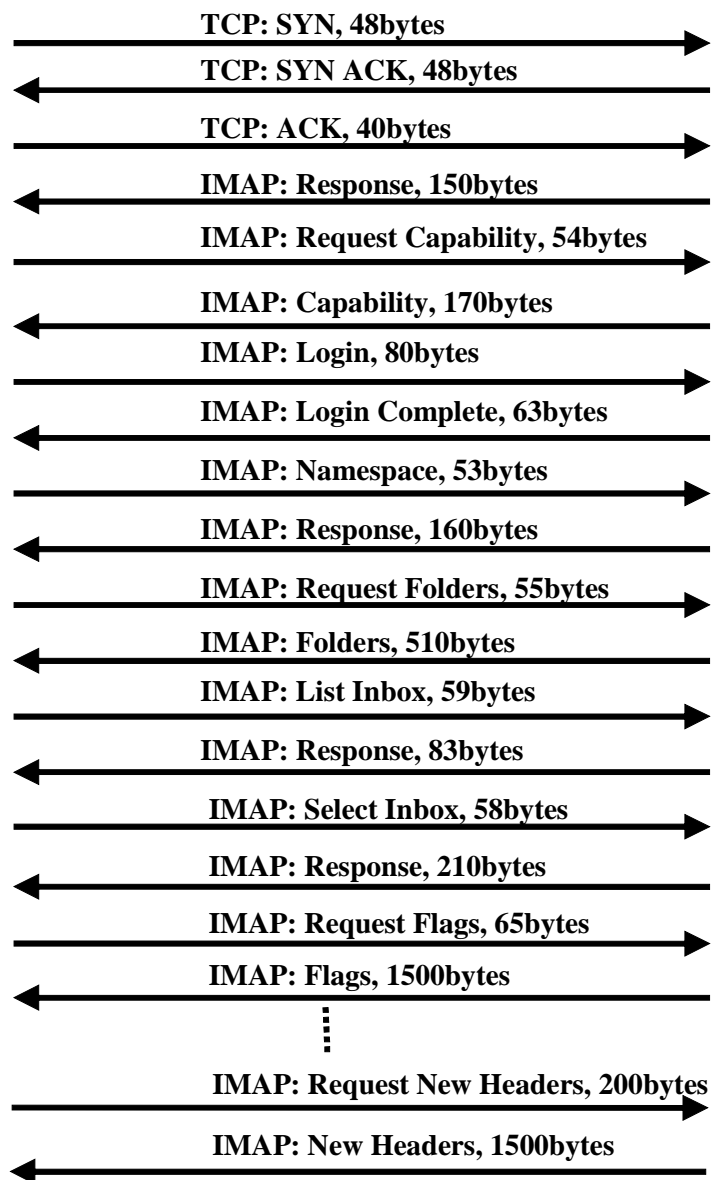 TCP: SYN, 48bytes
TCP: SYN ACK, 48bytes
TCP: ACK, 40bytes
IMAP: Response, 150bytes
IMAP: Request Capability, 54bytes
IMAP: Capability, 170bytes
IMAP: Login, 80bytes
IMAP: Login Complete, 63bytes
IMAP: Namespace, 53bytes
IMAP: Response, 160bytes
IMAP: Request Folders, 55bytes
IMAP: Folders, 510bytes
IMAP: List Inbox, 59bytes
IMAP: Response, 83bytes
IMAP: Select Inbox, 58bytes
IMAP: Response, 210bytes
IMAP: Request Flags, 65bytes
IMAP: Flags, 1500bytes
IMAP: Request New Headers, 200bytes
IMAP: New Headers, 1500bytes